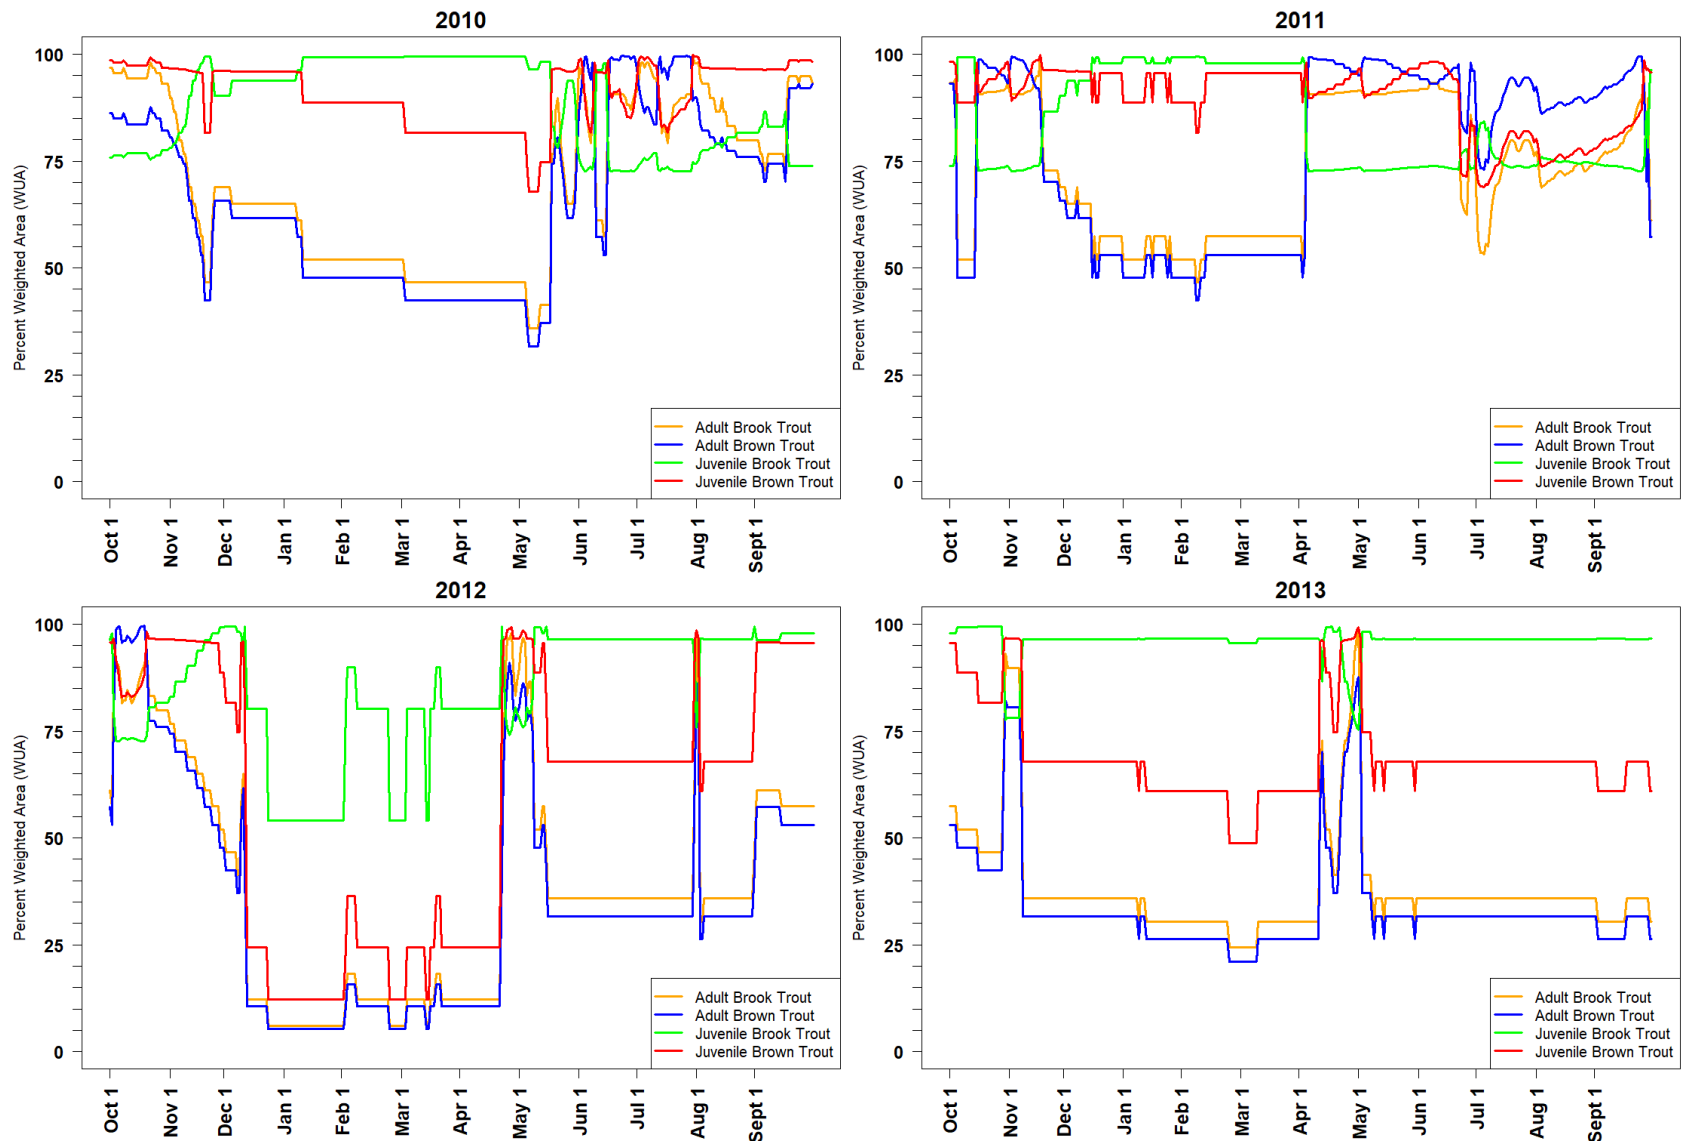 2010
Percent Weighted Area (WUA)
100
75
50
25
0
Adult Brook Trout
Adult Brown Trout
Juvenile Brook Trout
Juvenile Brown Trout
Oct 1 Nov 1 Dec 1 Jan 1 Feb 1 Mar 1 Apr 1 May 1 Jun 1 Jul 1 Aug 1 Sept 1
2011
Percent Weighted Area (WUA)
100
75
50
25
0
Adult Brook Trout
Adult Brown Trout
Juvenile Brook Trout
Juvenile Brown Trout
Oct 1 Nov 1 Dec 1 Jan 1 Feb 1 Mar 1 Apr 1 May 1 Jun 1 Jul 1 Aug 1 Sept 1
2012
Percent Weighted Area (WUA)
100
75
50
25
0
Adult Brook Trout
Adult Brown Trout
Juvenile Brook Trout
Juvenile Brown Trout
Oct 1 Nov 1 Dec 1 Jan 1 Feb 1 Mar 1 Apr 1 May 1 Jun 1 Jul 1 Aug 1 Sept 1
2013
Percent Weighted Area (WUA)
100
75
50
25
0
Adult Brook Trout
Adult Brown Trout
Juvenile Brook Trout
Juvenile Brown Trout
Oct 1 Nov 1 Dec 1 Jan 1 Feb 1 Mar 1 Apr 1 May 1 Jun 1 Jul 1 Aug 1 Sept 1